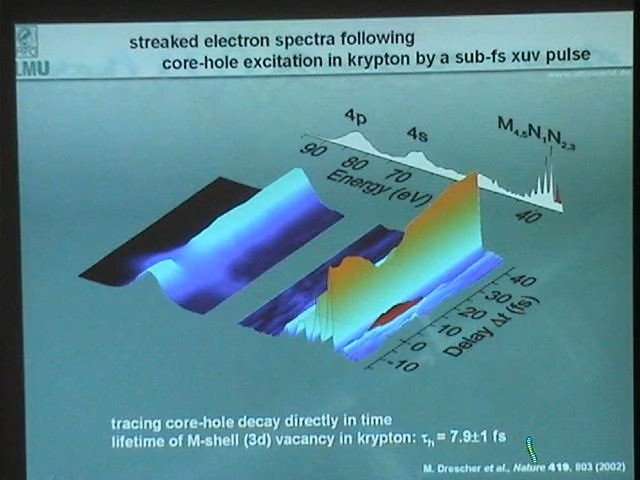 streaked electron spectra following
core-hole excitation in krypton by a sub-fs xuv pulse
LMU
4p
4s
M4,5N1N2,3
90
80
70
40
Energy (eV)
40
30
20
10
0
-10
Delay Δt (fs)
tracing core-hole decay directly in time
lifetime of M-shell (3d) vacancy in krypton: τh = 7.9±1 fs
M. Drescher et al., Nature 419, 803 (2002)